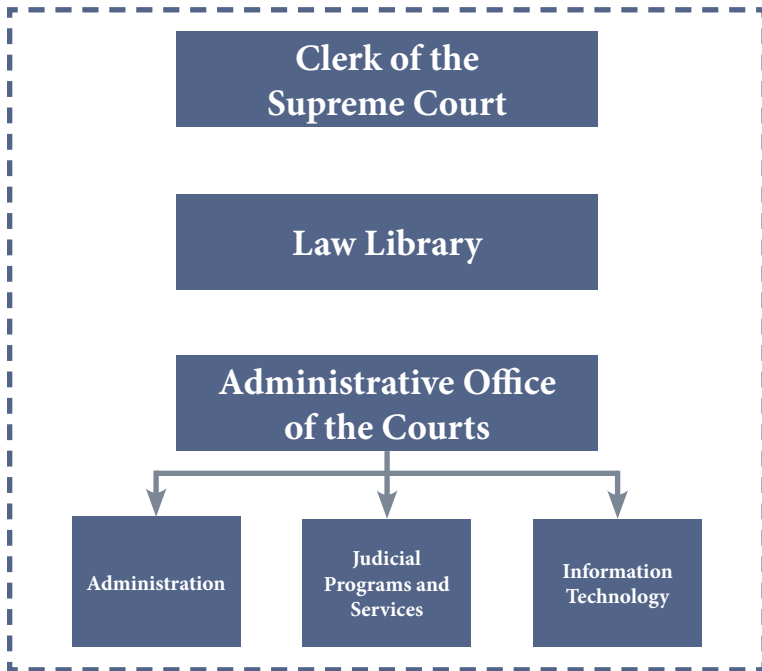 Clerk of the
Supreme Court
Law Library
Administrative Office
of the Courts
Administration
Judicial
Programs and
Services
Information
Technology